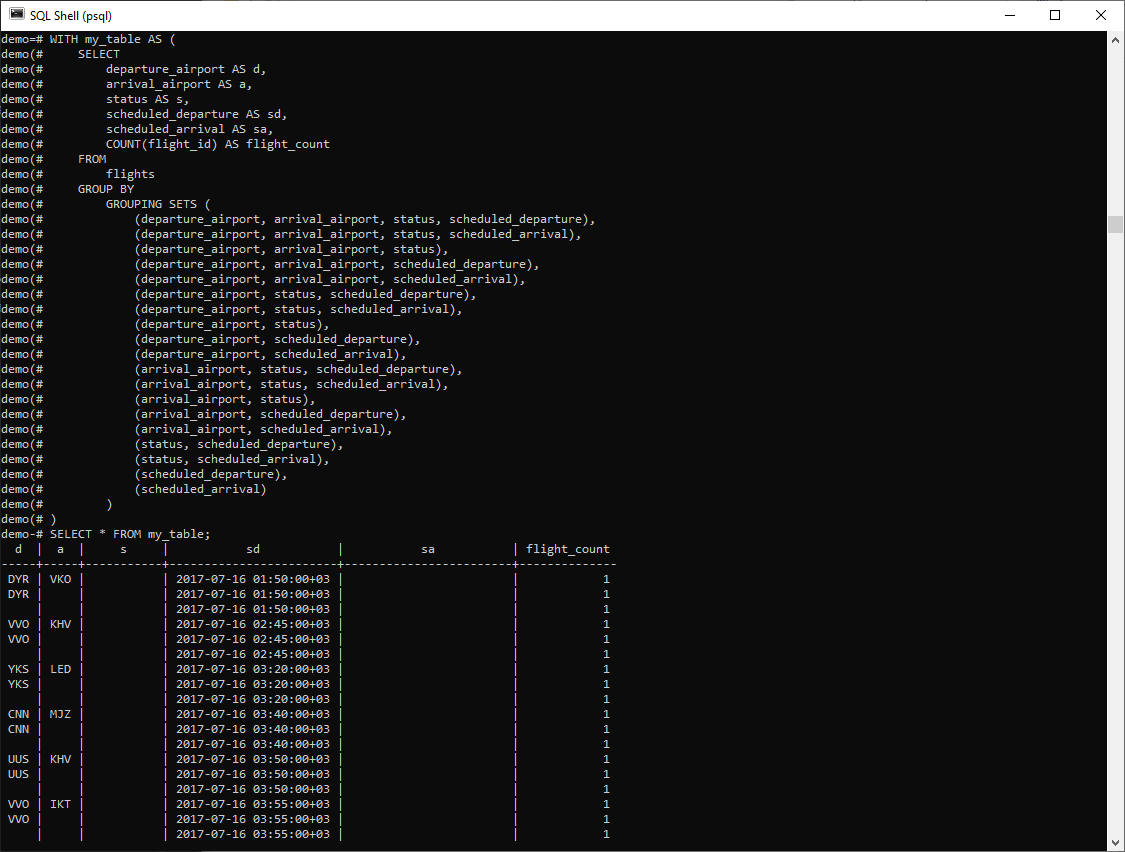 SQL Shell (psql)
demo=# WITH my_table AS (
demo(#     SELECT
demo(#         departure_airport AS d,
demo(#         arrival_airport AS a,
demo(#         status AS s,
demo(#         scheduled_departure AS sd,
demo(#         scheduled_arrival AS sa,
demo(#         COUNT(flight_id) AS flight_count
demo(#     FROM
demo(#         flights
demo(#     GROUP BY
demo(#         GROUPING SETS (
demo(#             (departure_airport, arrival_airport, status, scheduled_departure),
demo(#             (departure_airport, arrival_airport, status, scheduled_arrival),
demo(#             (departure_airport, arrival_airport, status),
demo(#             (departure_airport, arrival_airport, scheduled_departure),
demo(#             (departure_airport, arrival_airport, scheduled_arrival),
demo(#             (departure_airport, status, scheduled_departure),
demo(#             (departure_airport, status, scheduled_arrival),
demo(#             (departure_airport, status),
demo(#             (departure_airport, scheduled_departure),
demo(#             (departure_airport, scheduled_arrival),
demo(#             (arrival_airport, status, scheduled_departure),
demo(#             (arrival_airport, status, scheduled_arrival),
demo(#             (arrival_airport, status),
demo(#             (arrival_airport, scheduled_departure),
demo(#             (arrival_airport, scheduled_arrival),
demo(#             (status, scheduled_departure),
demo(#             (status, scheduled_arrival),
demo(#             (scheduled_departure),
demo(#             (scheduled_arrival)
demo(#         )
demo(# )
demo-# SELECT * FROM my_table;
  d  |  a  |     s     |           sd           |           sa           | flight_count
-----+-----+-----------+------------------------+------------------------+--------------
 DYR | VKO |           | 2017-07-16 01:50:00+03 |                        |            1
 DYR |     |           | 2017-07-16 01:50:00+03 |                        |            1
     |     |           | 2017-07-16 01:50:00+03 |                        |            1
 VVO | KHV |           | 2017-07-16 02:45:00+03 |                        |            1
 VVO |     |           | 2017-07-16 02:45:00+03 |                        |            1
     |     |           | 2017-07-16 02:45:00+03 |                        |            1
 YKS | LED |           | 2017-07-16 03:20:00+03 |                        |            1
 YKS |     |           | 2017-07-16 03:20:00+03 |                        |            1
     |     |           | 2017-07-16 03:20:00+03 |                        |            1
 CNN | MJZ |           | 2017-07-16 03:40:00+03 |                        |            1
 CNN |     |           | 2017-07-16 03:40:00+03 |                        |            1
     |     |           | 2017-07-16 03:40:00+03 |                        |            1
 UUS | KHV |           | 2017-07-16 03:50:00+03 |                        |            1
 UUS |     |           | 2017-07-16 03:50:00+03 |                        |            1
     |     |           | 2017-07-16 03:50:00+03 |                        |            1
 VVO | IKT |           | 2017-07-16 03:55:00+03 |                        |            1
 VVO |     |           | 2017-07-16 03:55:00+03 |                        |            1
     |     |           | 2017-07-16 03:55:00+03 |                        |            1